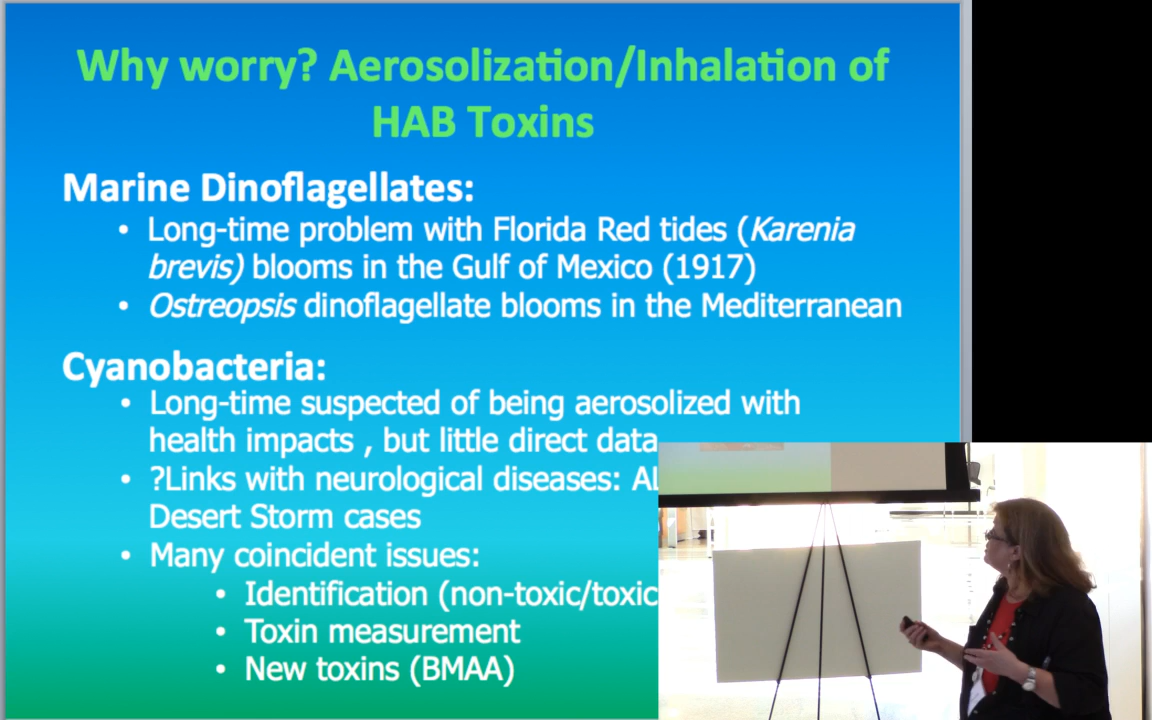 Why worry? Aerosolization/Inhalation of
HAB Toxins
Marine Dinoflagellates:
• Long-time problem with Florida Red tides (Karenia
brevis) blooms in the Gulf of Mexico (1917)
• Ostreopsis dinoflagellate blooms in the Mediterranean
Cyanobacteria:
• Long-time suspected of being aerosolized with
health impacts , but little direct data
• ?Links with neurological diseases:
Desert Storm cases
• Many coincident issues:
• Identification (non-toxic/toxic
• Toxin measurement
• New toxins (BMAA)